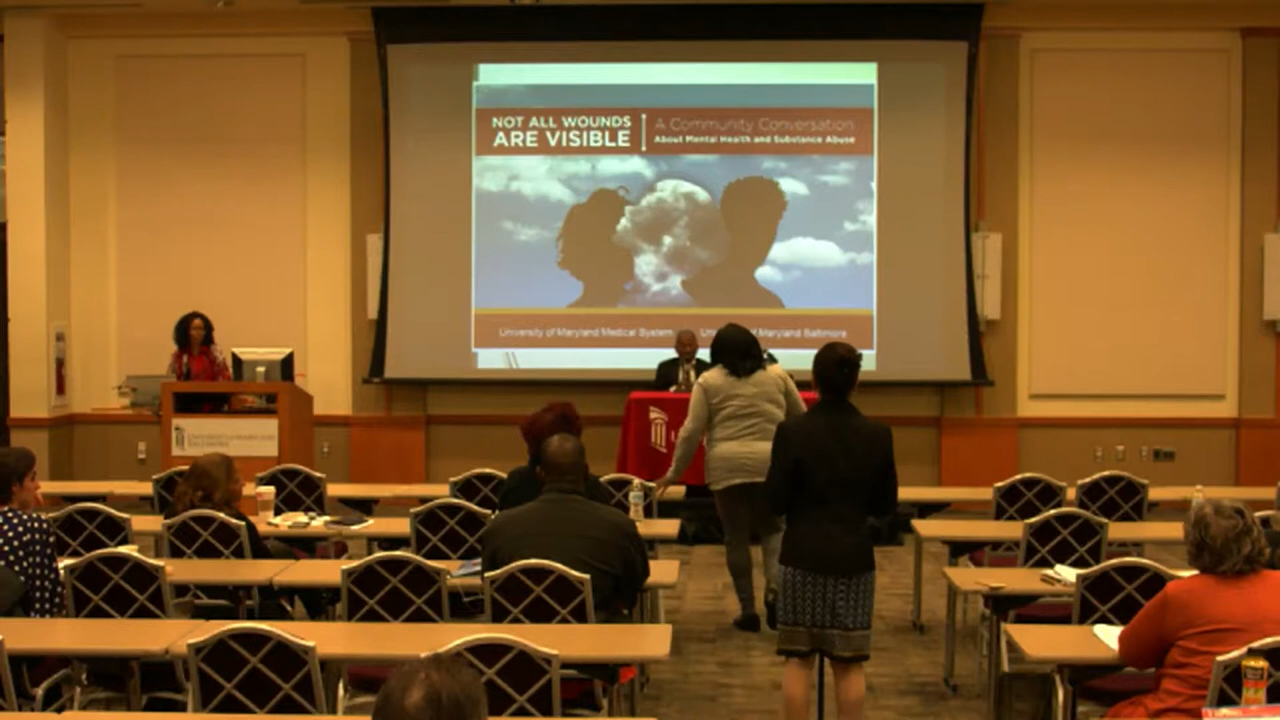 NOT ALL WOUNDS
ARE VISIBLE
A Community Conversation
About Mental Health and Substance Abuse
University of Maryland Medical System
of Maryland Baltimore